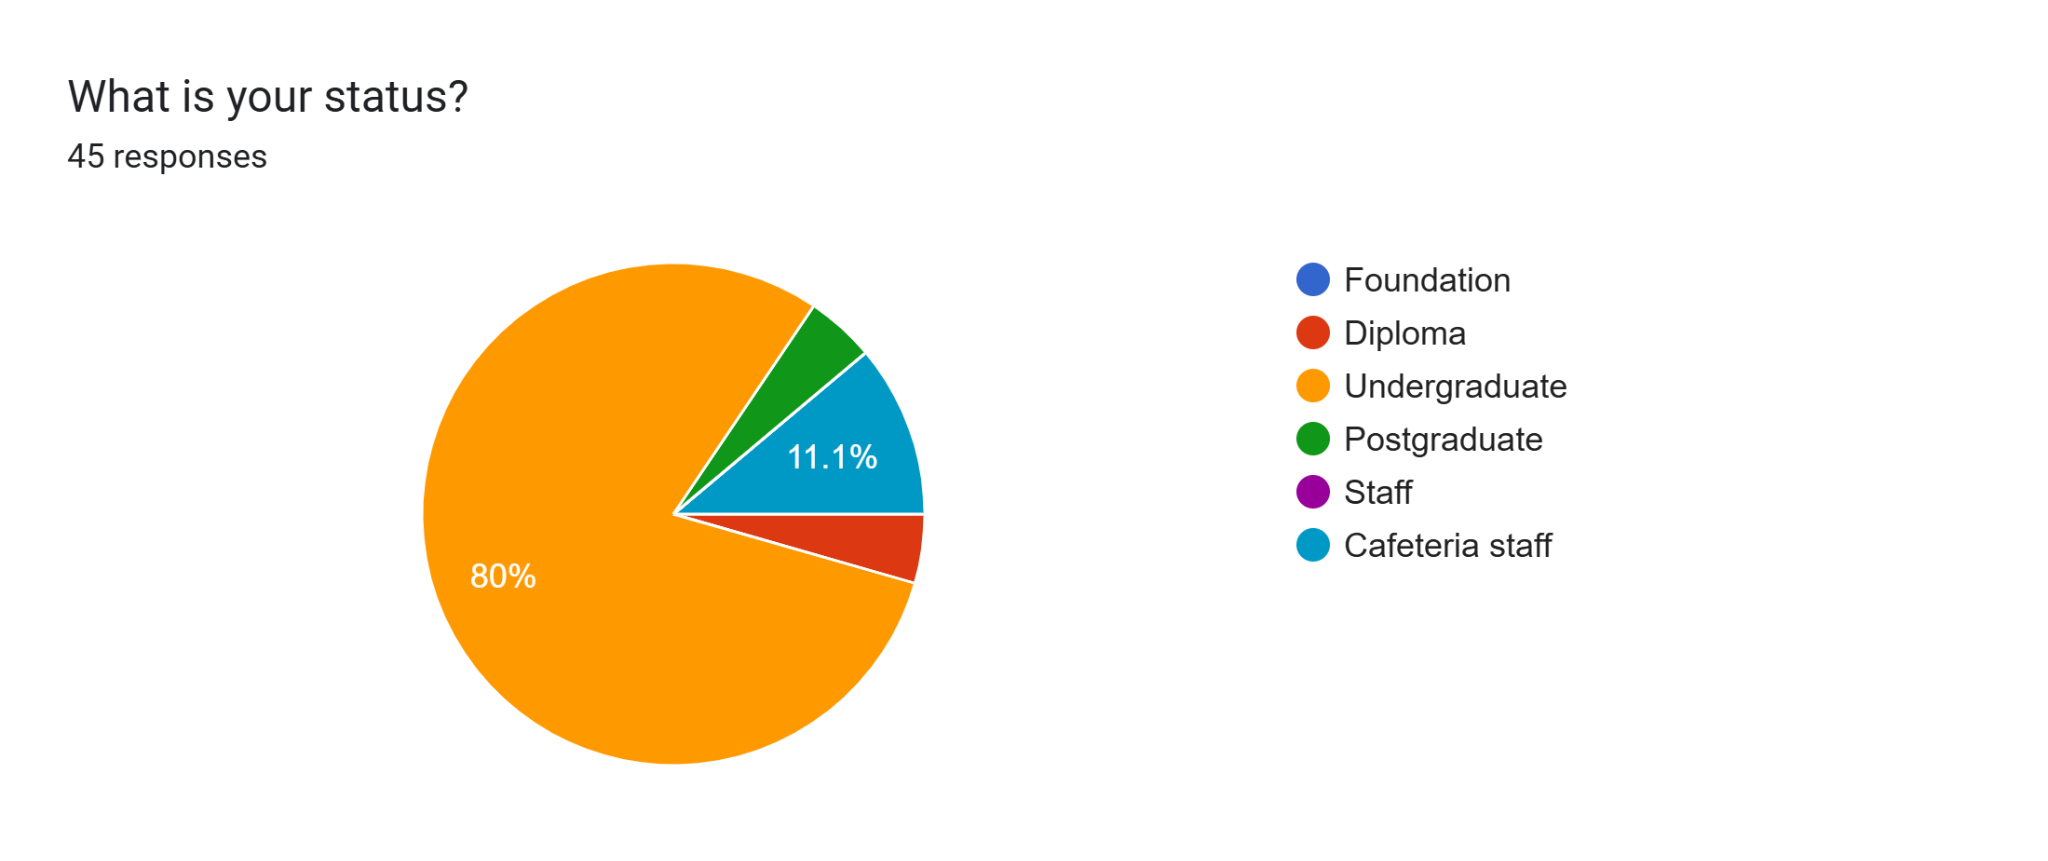 What is your status?
45 responses
11.1%
80%
Foundation
Diploma
Undergraduate
Postgraduate
Staff
Cafeteria staff